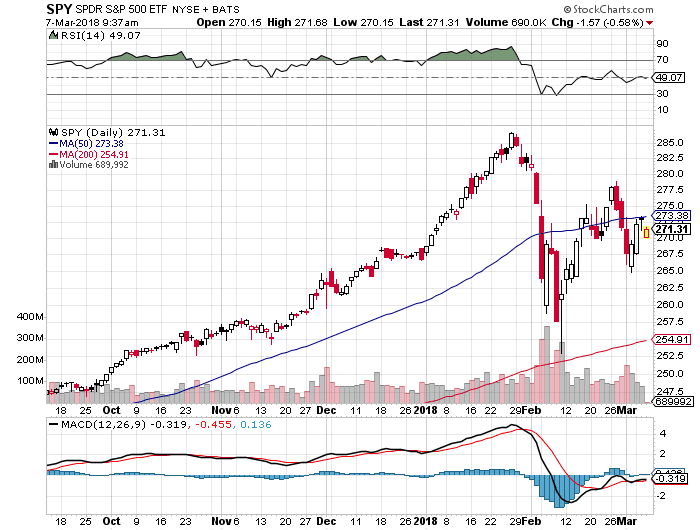 SPY SPDR S&P 500 ETF NYSE + BATS
© StockCharts.com
7-Mar-2018 9:37am
Open 270.15 High 271.68 Low 270.15 Last 271.31 Volume 690.0K Chg -1.57 (-0.58%)
RSI(14) 49.07
90
70
49.07
30
10
SPY (Daily) 271.31
MA(50) 273.38
MA(200) 254.91
Volume 689,992
285.0
282.5
280.0
277.5
275.0
273.38
271.31
270.0
267.5
265.0
262.5
260.0
257.5
254.91
252.5
250.0
247.5
689992
400M
300M
200M
100M
18 25 Oct 9 16 23 Nov 6 13 20 27 Dec 11 18 26 2018 8 16 22 29 Feb 12 20 26 Mar
MACD(12,26,9) -0.319, -0.455, 0.136
4
2
0.136
-0.319
-2
18 25 Oct 9 16 23 Nov 6 13 20 27 Dec 11 18 26 2018 8 16 22 29 Feb 12 20 26 Mar